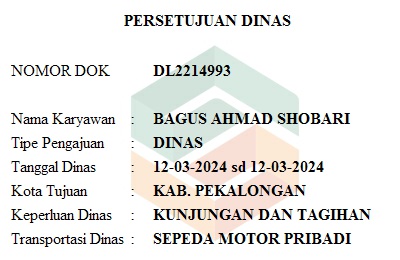 PERSETUJUAN DINAS
NOMOR DOK DL2214993
Nama Karyawan : BAGUS AHMAD SHOBARI
Tipe Pengajuan : DINAS
Tanggal Dinas : 12-03-2024 sd 12-03-2024
Kota Tujuan : KAB. PEKALONGAN
Keperluan Dinas : KUNJUNGAN DAN TAGIHAN
Transportasi Dinas : SEPEDA MOTOR PRIBADI